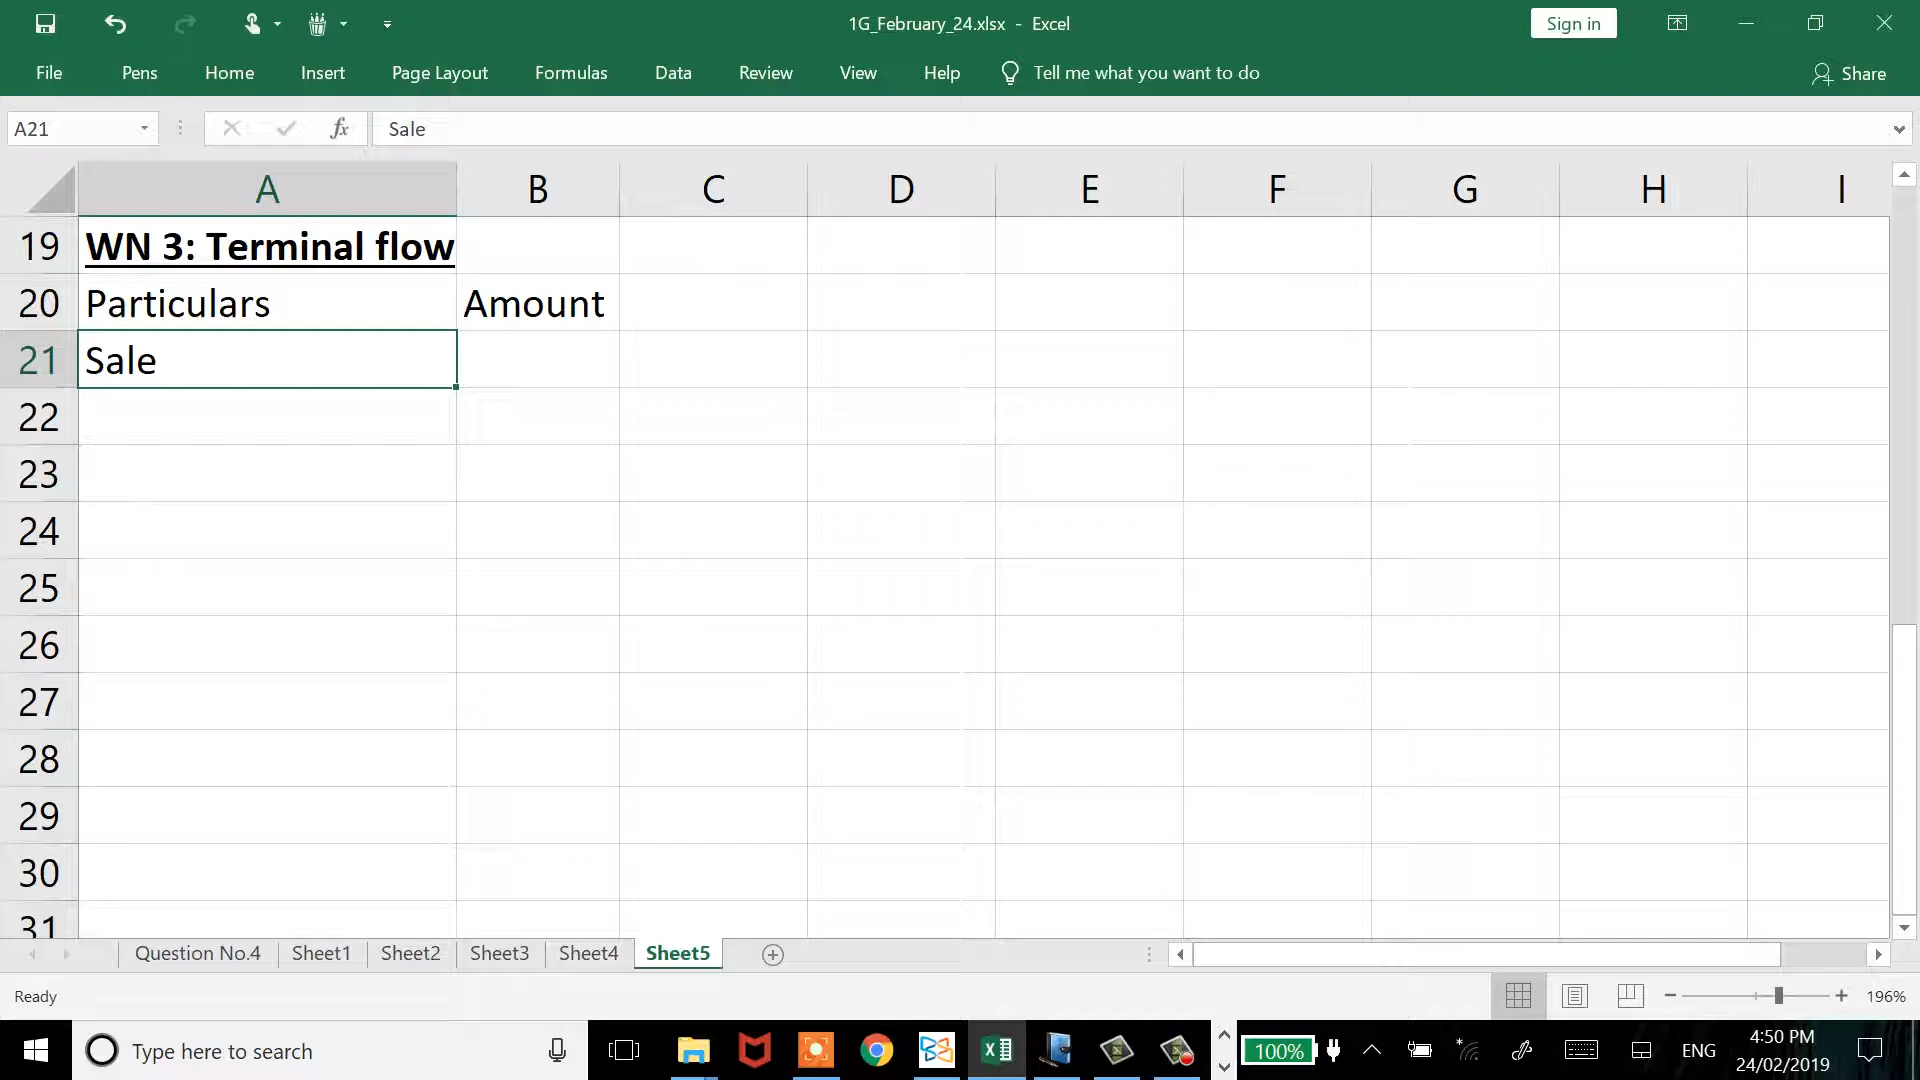 1G_February_24.xlsx - Excel
Sign in
File Pens Home Insert Page Layout Formulas Data Review View Help Tell me what you want to do Share
A21 fx Sale
A B C D E F G H I
19 WN 3: Terminal flow
20 Particulars Amount
21 Sale
22
23
24
25
26
27
28
29
30
31
Question No.4 Sheet1 Sheet2 Sheet3 Sheet4 Sheet5
Ready 196%
Type here to search 100% ENG 4:50 PM
24/02/2019